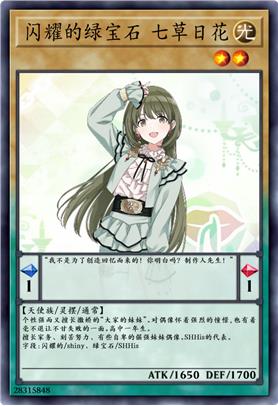 闪耀的绿宝石 七草日花
光
"我不是为了创造回忆而来的!你明白吗?制作人先生!"
1 1
【天使族/灵摆/通常】
个性强而又擅长撒娇的"大家的妹妹"。对偶像怀着强烈的憧憬,也有着
毫不退让不甘失败的一面。高中一年生。
擅长家务、刻苦努力、有些自卑的倔强妹妹偶像。SHHis的代表。
字段:闪耀的/shiny、绿宝石/SHHis
ATK/1650 DEF/1700
28315848